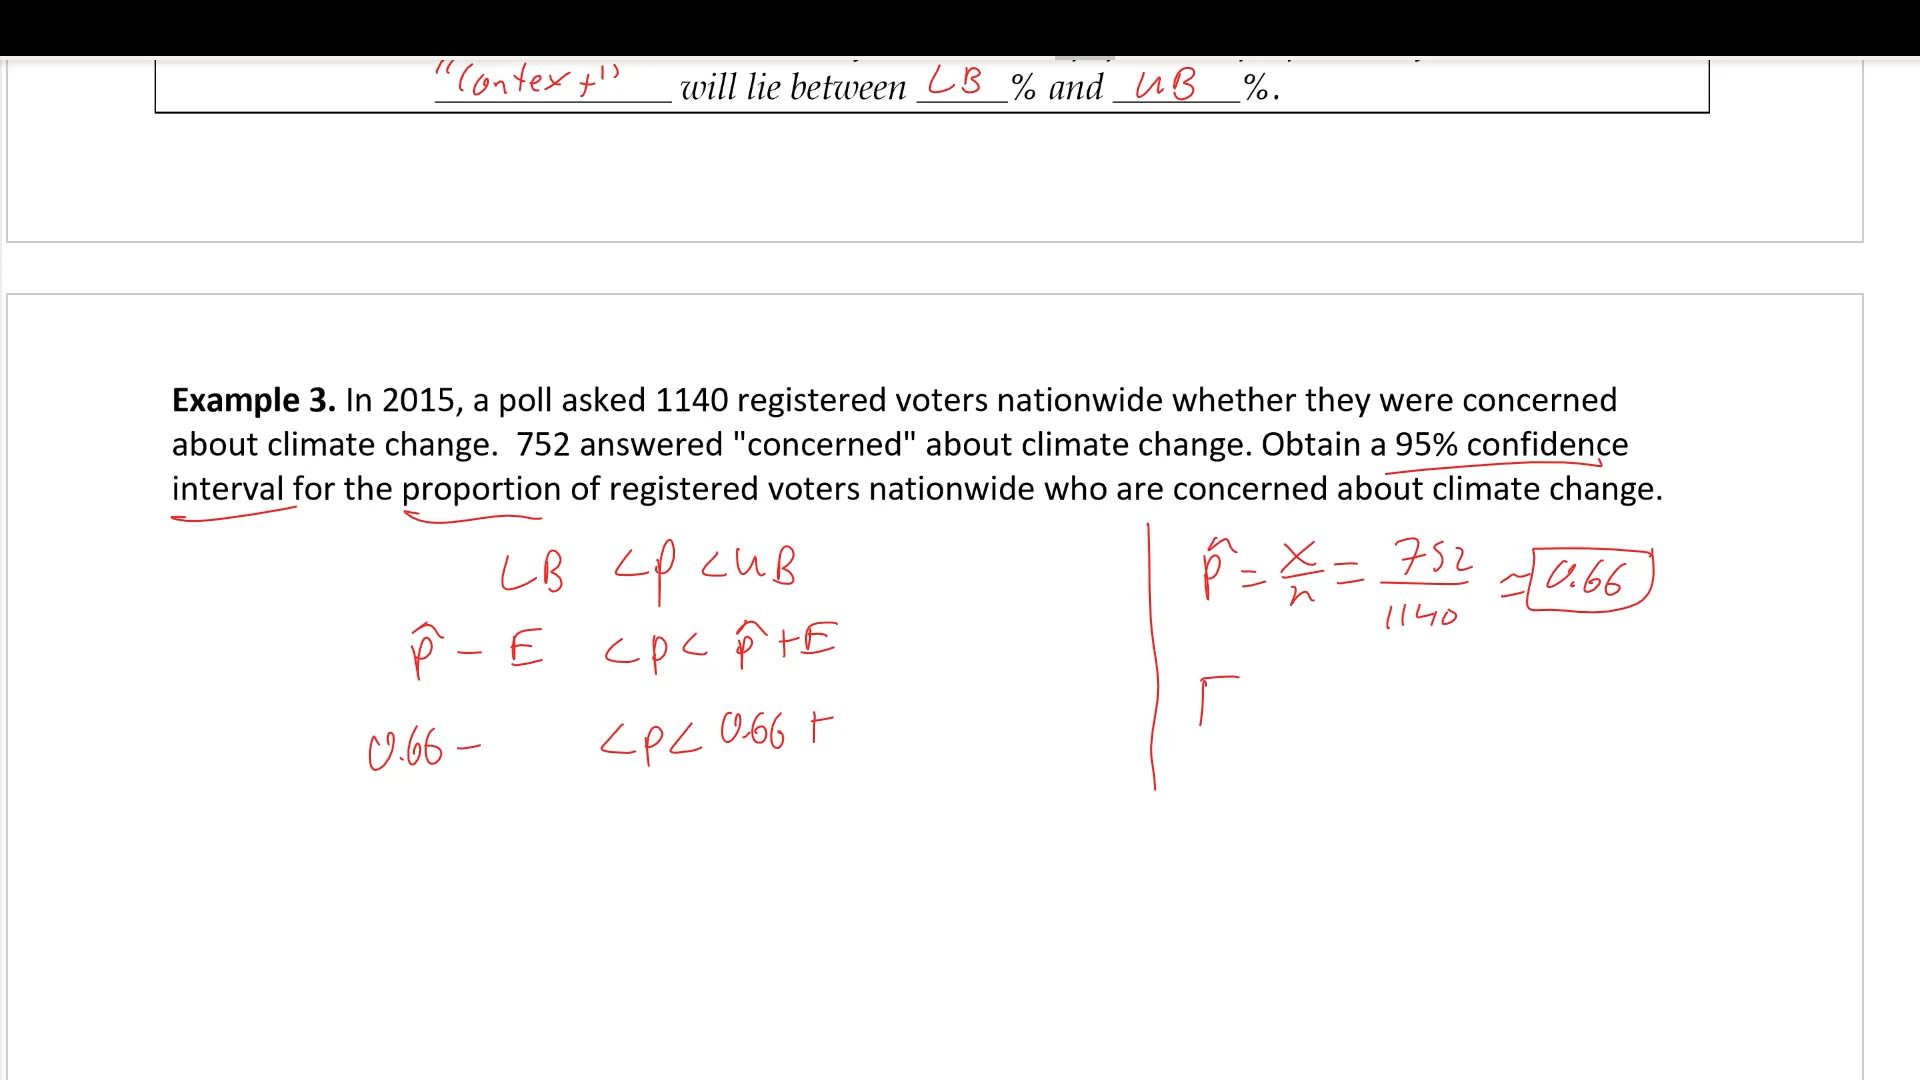 "Context" will lie between LB % and UB %.
Example 3. In 2015, a poll asked 1140 registered voters nationwide whether they were concerned
about climate change. 752 answered "concerned" about climate change. Obtain a 95% confidence
interval for the proportion of registered voters nationwide who are concerned about climate change.
LB < p < UB
p̂ - E < p < p̂ + E
0.66 - < p < 0.66 +
p̂ = x/n = 752/1140 ≈ 0.66